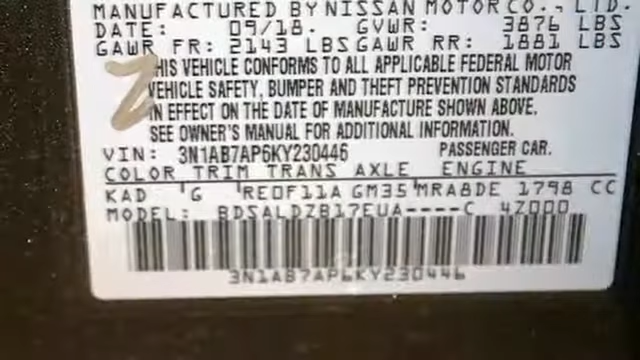 MANUFACTURED BY NISSAN MOTOR CO., LTD.
DATE: 09/18. GVWR: 3876 LBS
GAWR FR: 2143 LBS GAWR RR: 1881 LBS
THIS VEHICLE CONFORMS TO ALL APPLICABLE FEDERAL MOTOR
VEHICLE SAFETY, BUMPER AND THEFT PREVENTION STANDARDS
IN EFFECT ON THE DATE OF MANUFACTURE SHOWN ABOVE.
SEE OWNER'S MANUAL FOR ADDITIONAL INFORMATION.
VIN: 3N1AB7AP6KY230446 PASSENGER CAR.
COLOR TRIM TRANS AXLE ENGINE
KAD G RE0F11A GM35 MRA8DE 1798 CC
MODEL: BDSALDZB17EUA----C 4Z000
3N1AB7AP6KY230446